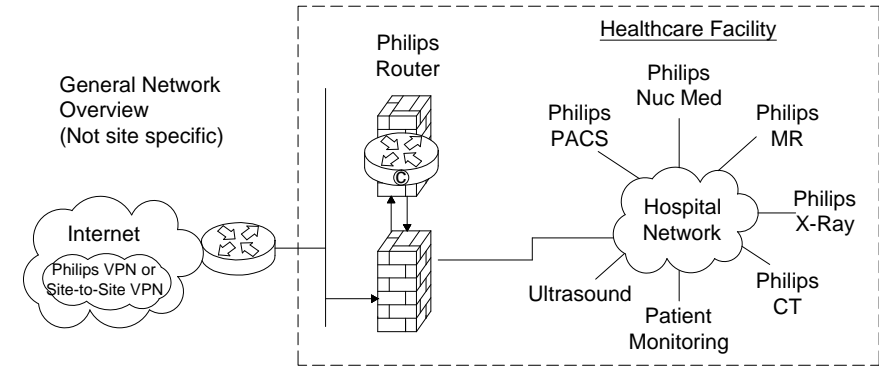 Healthcare Facility
Philips
Router
General Network
Overview
(Not site specific)
Philips
Nuc Med
Philips
PACS
Philips
MR
Internet
Philips VPN or
Site-to-Site VPN
C
Hospital
Network
Philips
X-Ray
Ultrasound
Patient
Monitoring
Philips
CT